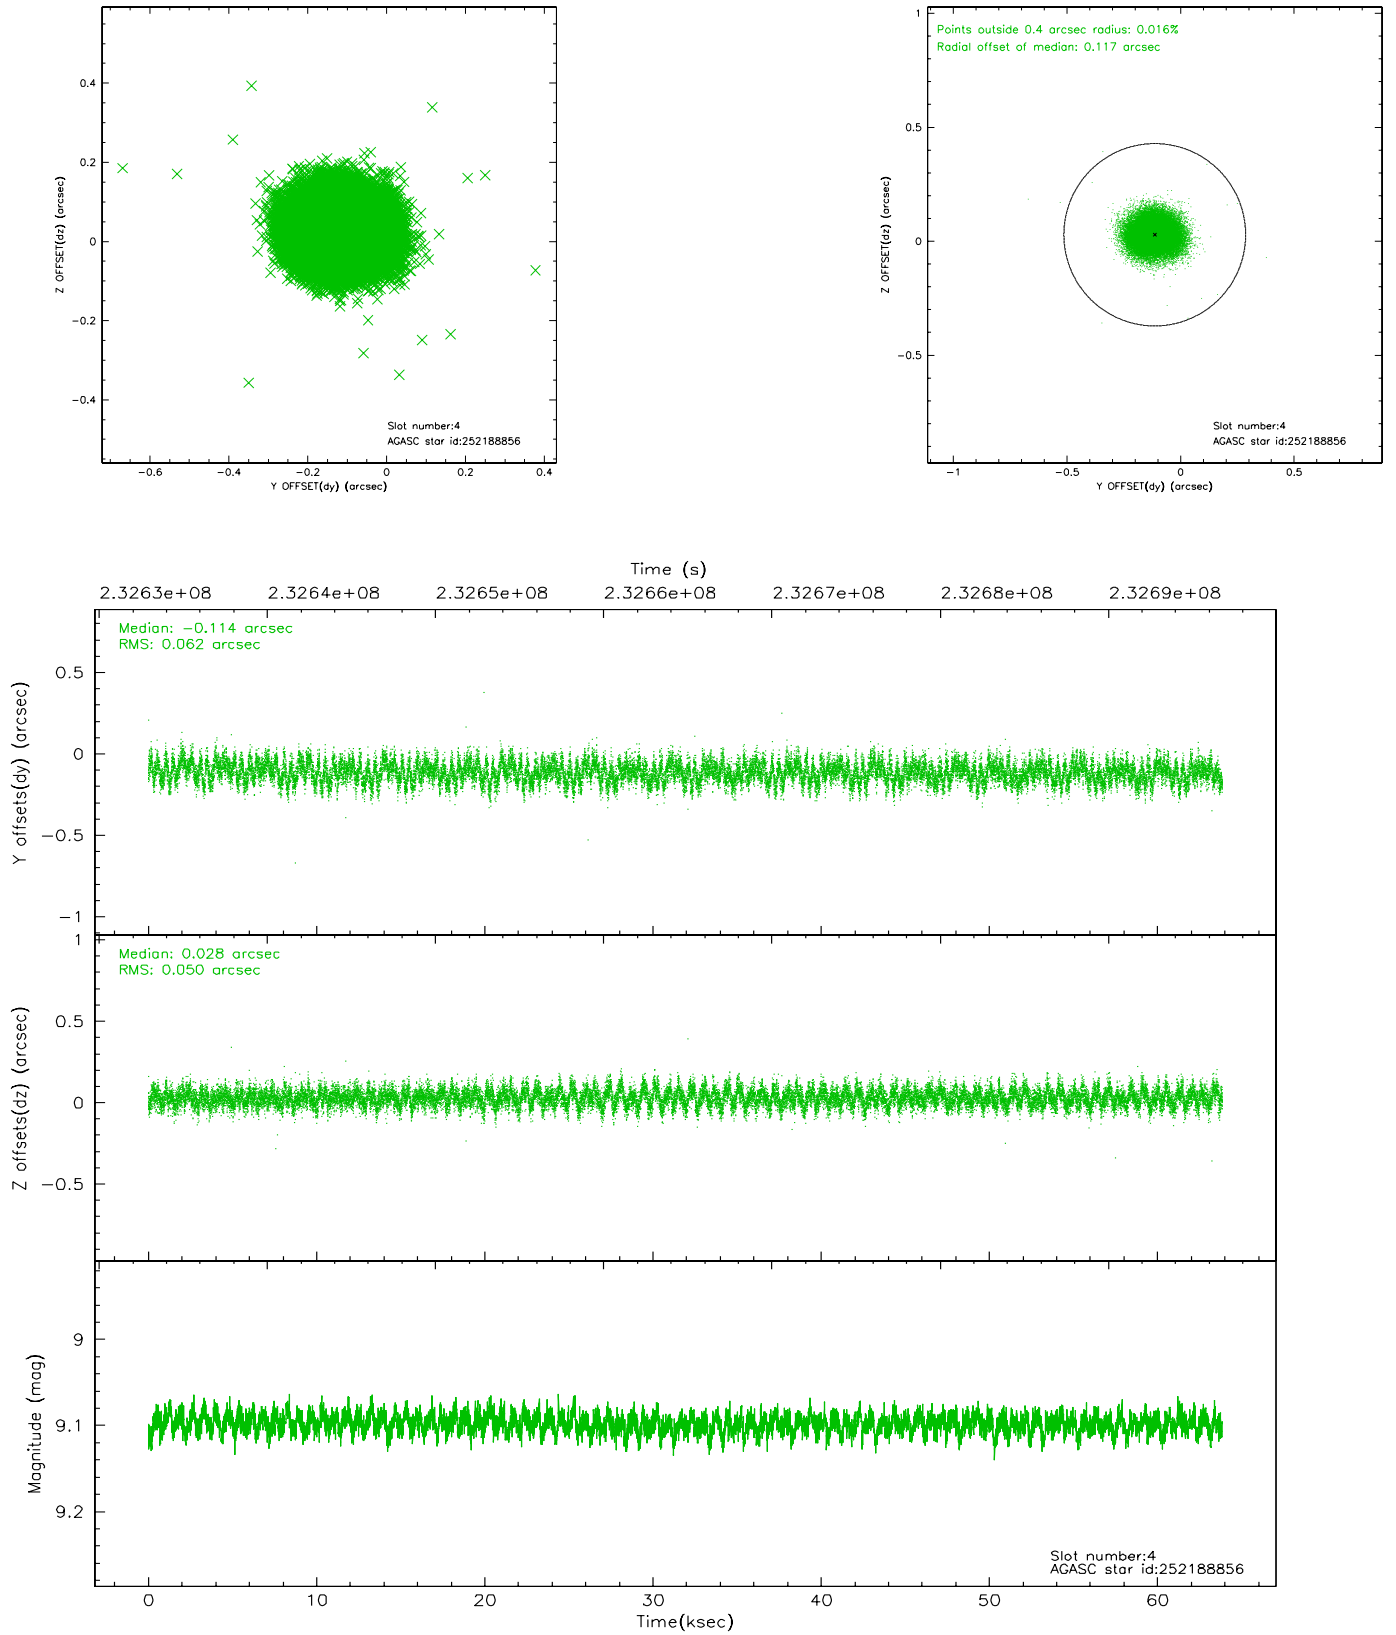 0.4
0.2
0
−0.2
−0.4
Z OFFSET(dz) (arcsec)
Slot number:4
AGASC star id:252188856
−0.6 −0.4 −0.2 0 0.2 0.4
Y OFFSET(dy) (arcsec)
Points outside 0.4 arcsec radius: 0.016%
Radial offset of median: 0.117 arcsec
1
0.5
0
−0.5
Z OFFSET(dz) (arcsec)
Slot number:4
AGASC star id:252188856
−1 −0.5 0 0.5
Y OFFSET(dy) (arcsec)
Time (s)
2.3263e+08 2.3264e+08 2.3265e+08 2.3266e+08 2.3267e+08 2.3268e+08 2.3269e+08
Median: −0.114 arcsec
RMS: 0.062 arcsec
0.5
0
−0.5
−1
Y offsets(dy) (arcsec)
Median: 0.028 arcsec
RMS: 0.050 arcsec
1
0.5
0
−0.5
Z offsets(dz) (arcsec)
9
9.1
9.2
Magnitude (mag)
Slot number:4
AGASC star id:252188856
0 10 20 30 40 50 60
Time(ksec)